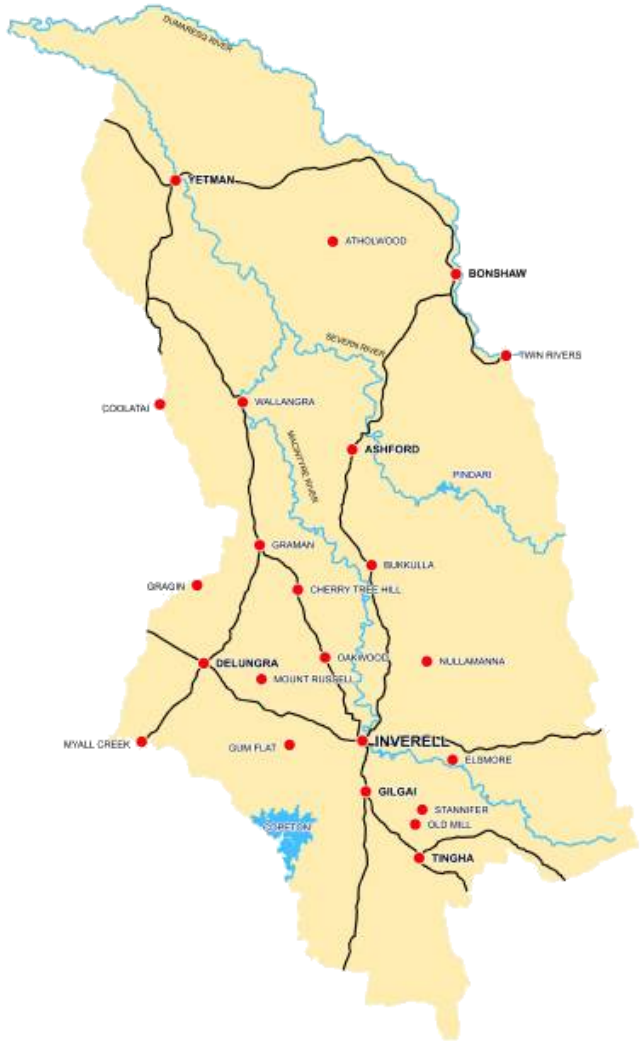 DUMARESQ RIVER
YETMAN
ATHOLWOOD
BONSHAW
SEVERN RIVER
TWIN RIVERS
COOLATAI
WALLANGRA
MACINTYRE RIVER
ASHFORD
PINDARI
GRAMAN
BUKKULLA
GRAGIN
CHERRY TREE HILL
OAKWOOD
NULLAMANNA
DELUNGRA
MOUNT RUSSELL
MYALL CREEK
GUM FLAT
INVERELL
ELSMORE
GILGAI
STANNIFER
OLD MILL
COPETON
TINGHA